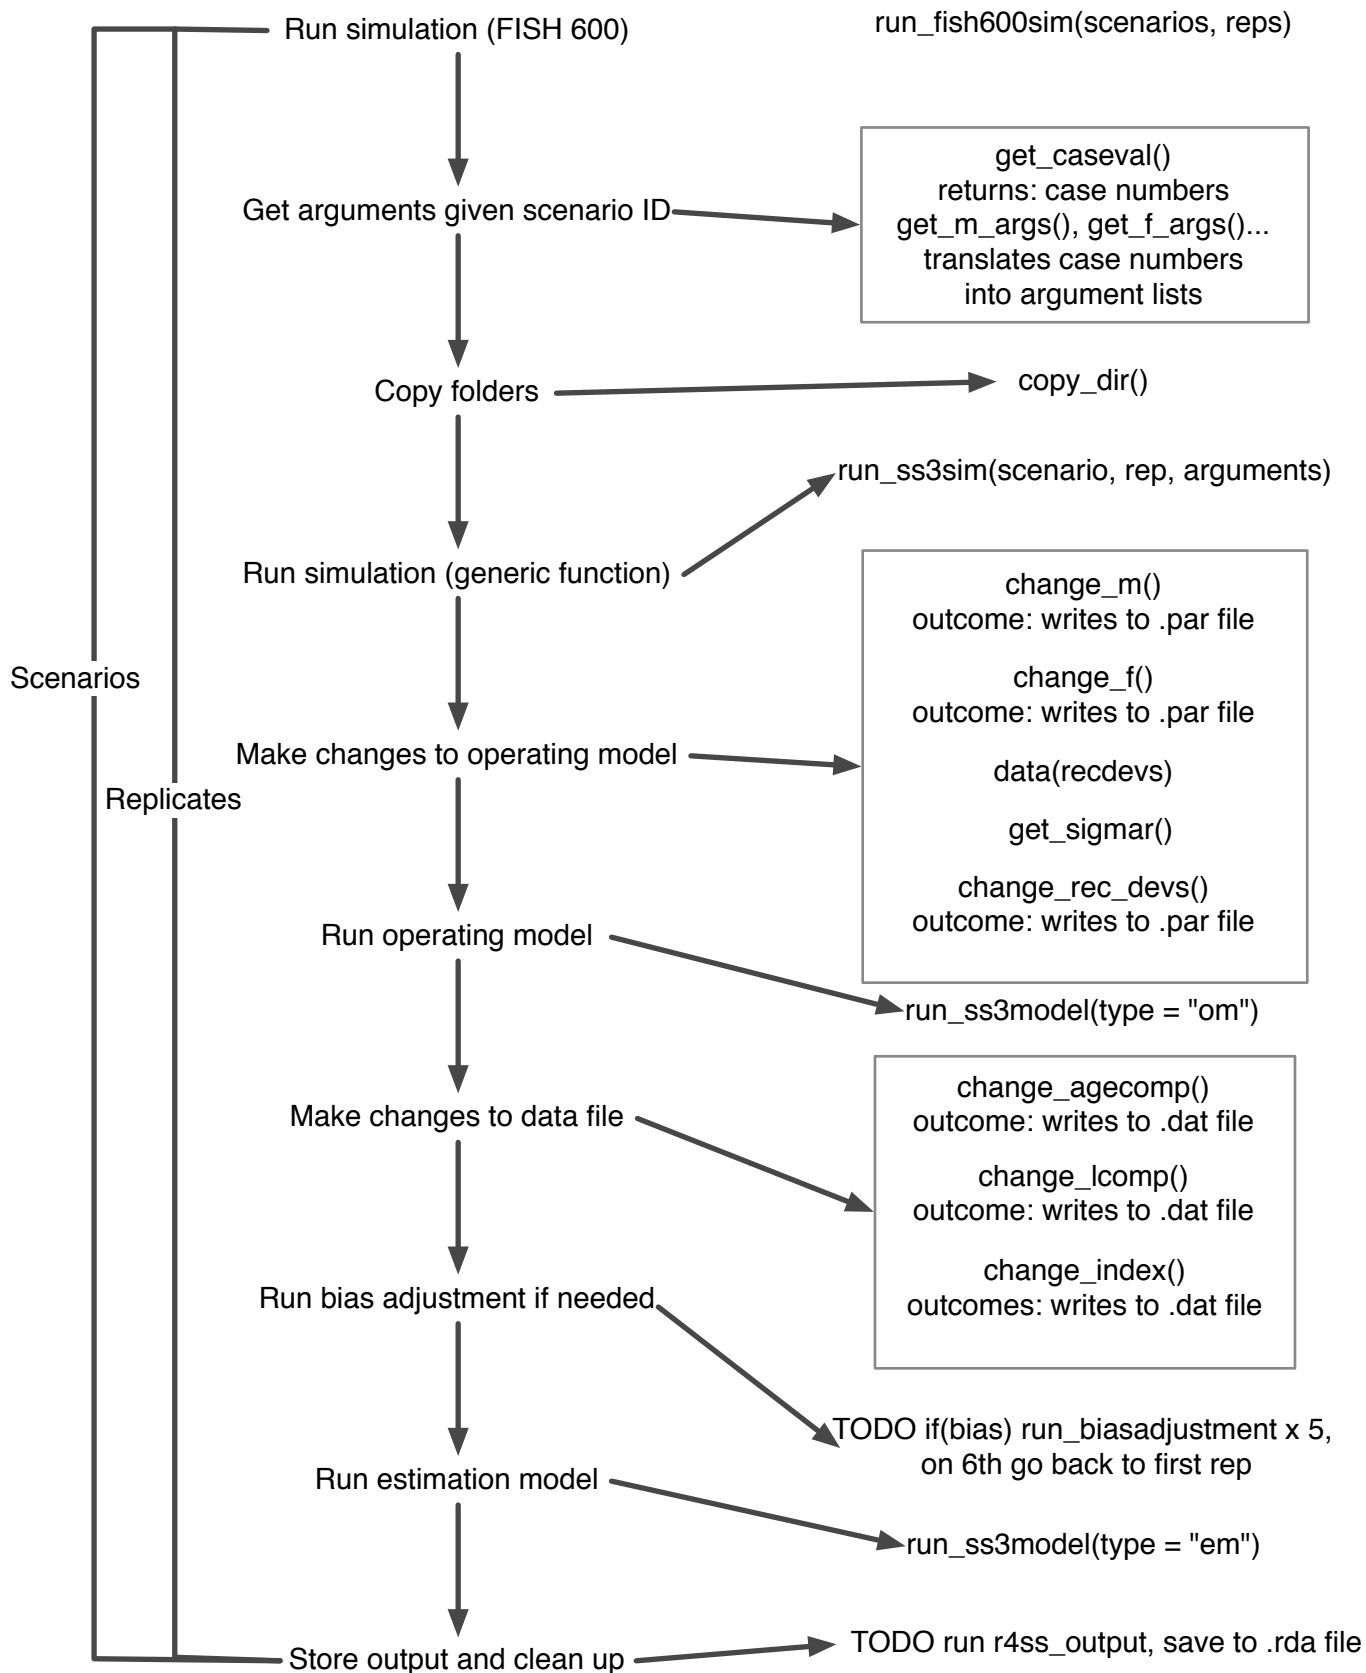 Run simulation (FISH 600)
run_fish600sim(scenarios, reps)
get_caseval()
returns: case numbers
get_m_args(), get_f_args()...
translates case numbers
into argument lists
Get arguments given scenario ID
Copy folders
copy_dir()
run_ss3sim(scenario, rep, arguments)
Run simulation (generic function)
change_m()
outcome: writes to .par file
change_f()
outcome: writes to .par file
data(recdevs)
get_sigmar()
change_rec_devs()
outcome: writes to .par file
Scenarios
Make changes to operating model
Replicates
Run operating model
run_ss3model(type = "om")
change_agecomp()
outcome: writes to .dat file
change_lcomp()
outcome: writes to .dat file
change_index()
outcomes: writes to .dat file
Make changes to data file
Run bias adjustment if needed
TODO if(bias) run_biasadjustment x 5,
on 6th go back to first rep
Run estimation model
run_ss3model(type = "em")
Store output and clean up
TODO run r4ss_output, save to .rda file